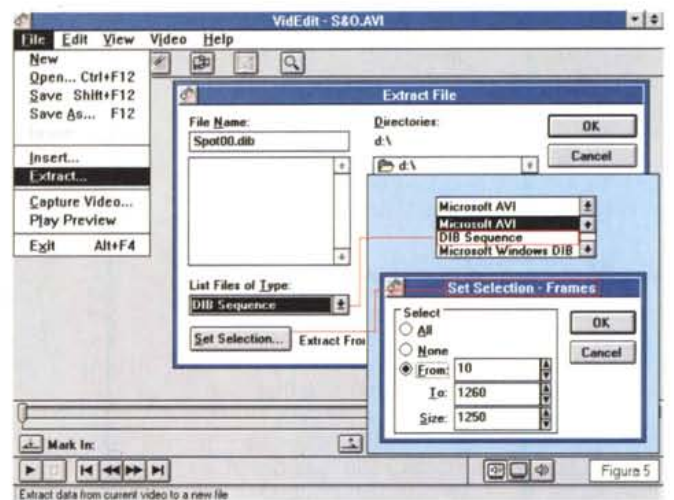 VidEdit - S&O.AVI
File Edit View Video Help
New
Open... Ctrl+F12
Save Shift+F12
Save As... F12
Insert...
Extract...
Capture Video...
Play Preview
Exit Alt+F4
Extract File
File Name:
Spot00.dib
Directories:
d:\
d:\
OK
Cancel
List Files of Type:
DIB Sequence
Set Selection...
Extract
Microsoft AVI
Microsoft AVI
DIB Sequence
Microsoft Windows DIB
Set Selection - Frames
Select
All
None
From: 10
To: 1260
Size: 1250
OK
Cancel
Mark In:
Figura 5
Extract data from current video to a new file